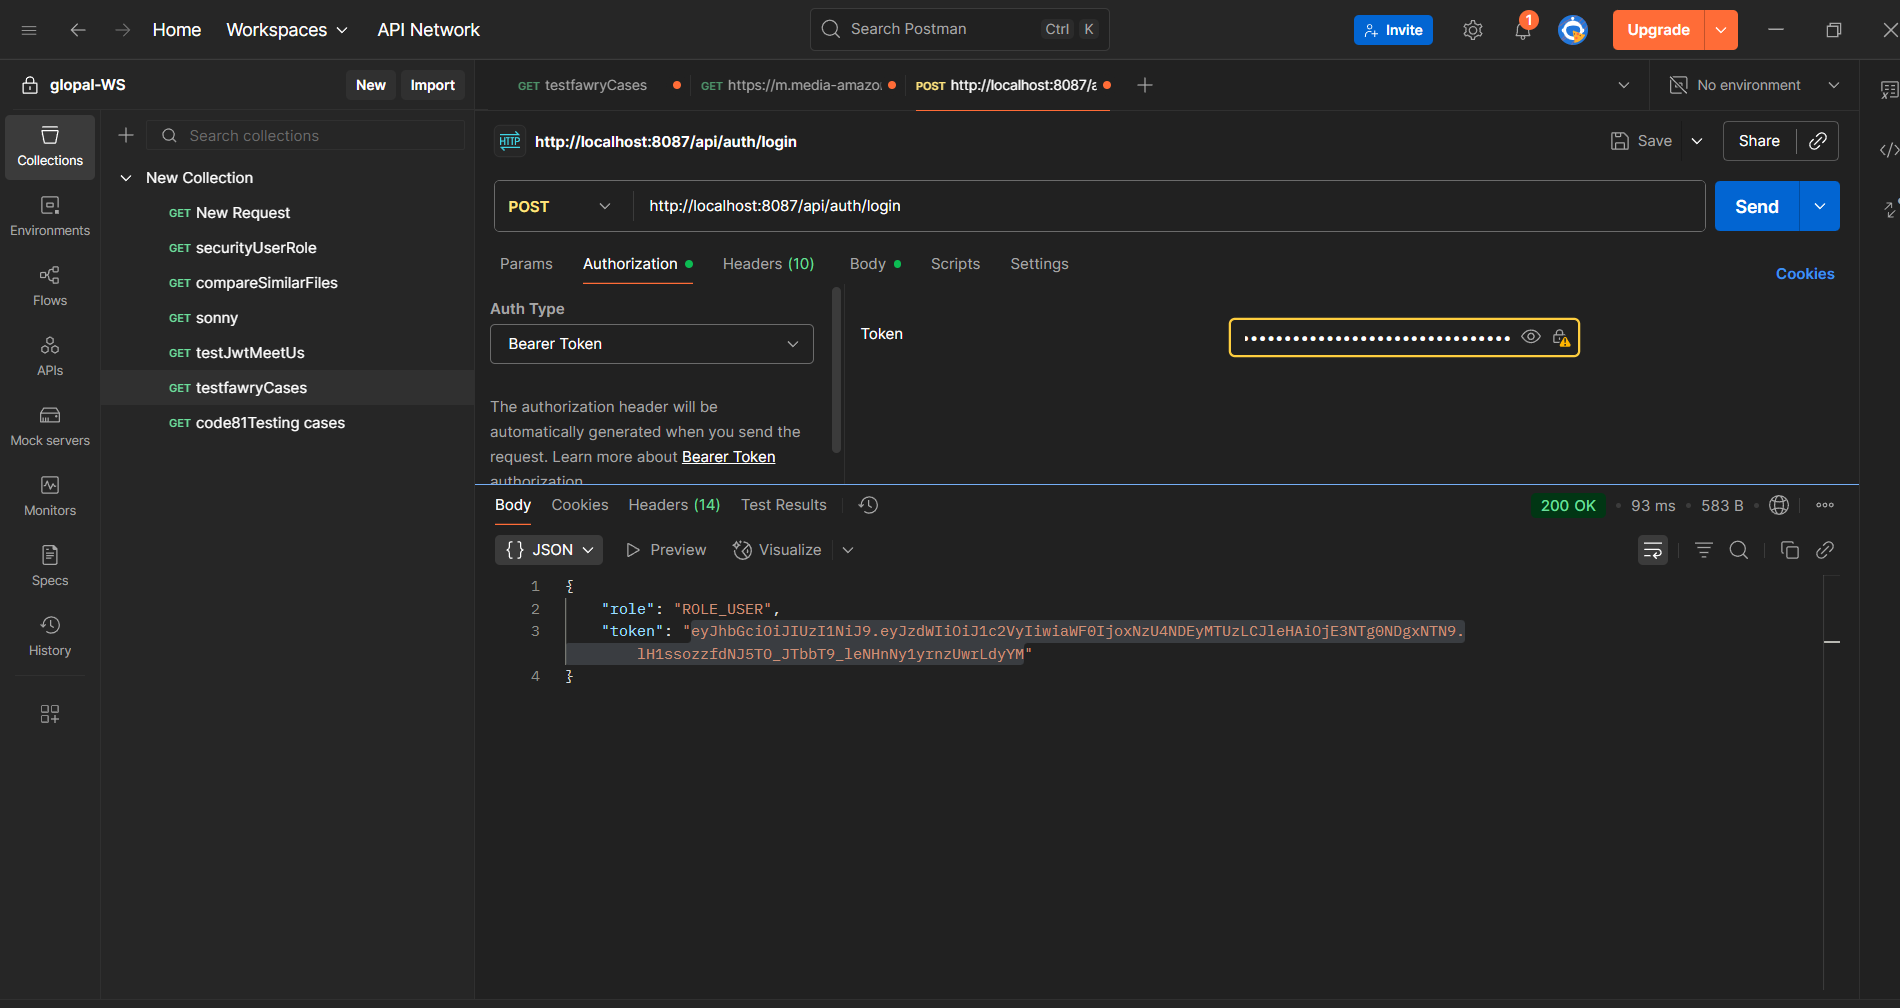 Home
Workspaces
API Network
Search Postman
Ctrl
K
Invite
1
Upgrade
glopal-WS
New
Import
GET testfawryCases
GET https://m.media-amazo
POST http://localhost:8087/a
No environment
Collections
Environments
Flows
APIs
Mock servers
Monitors
Specs
History
Search collections
New Collection
GET New Request
GET securityUserRole
GET compareSimilarFiles
GET sonny
GET testJwtMeetUs
GET testfawryCases
GET code81Testing cases
HTTP http://localhost:8087/api/auth/login
Save
Share
POST
http://localhost:8087/api/auth/login
Send
Params
Authorization
Headers (10)
Body
Scripts
Settings
Cookies
Auth Type
Bearer Token
The authorization header will be
automatically generated when you send the
request. Learn more about Bearer Token
authorization
Token
Body
Cookies
Headers (14)
Test Results
200 OK
93 ms
583 B
{} JSON
Preview
Visualize
1 {
2 "role": "ROLE_USER",
3 "token": "eyJhbGciOiJIUzI1NiJ9.eyJzdWIiOiJ1c2VyIiwiaWF0IjoxNzU4NDEyMTUzLCJleHAiOjE3NTg0NDgxNTN9.
lH1ssozzfdNJ5TO_JTbbT9_leNHnNy1yrnzUwrLdyYM"
4 }